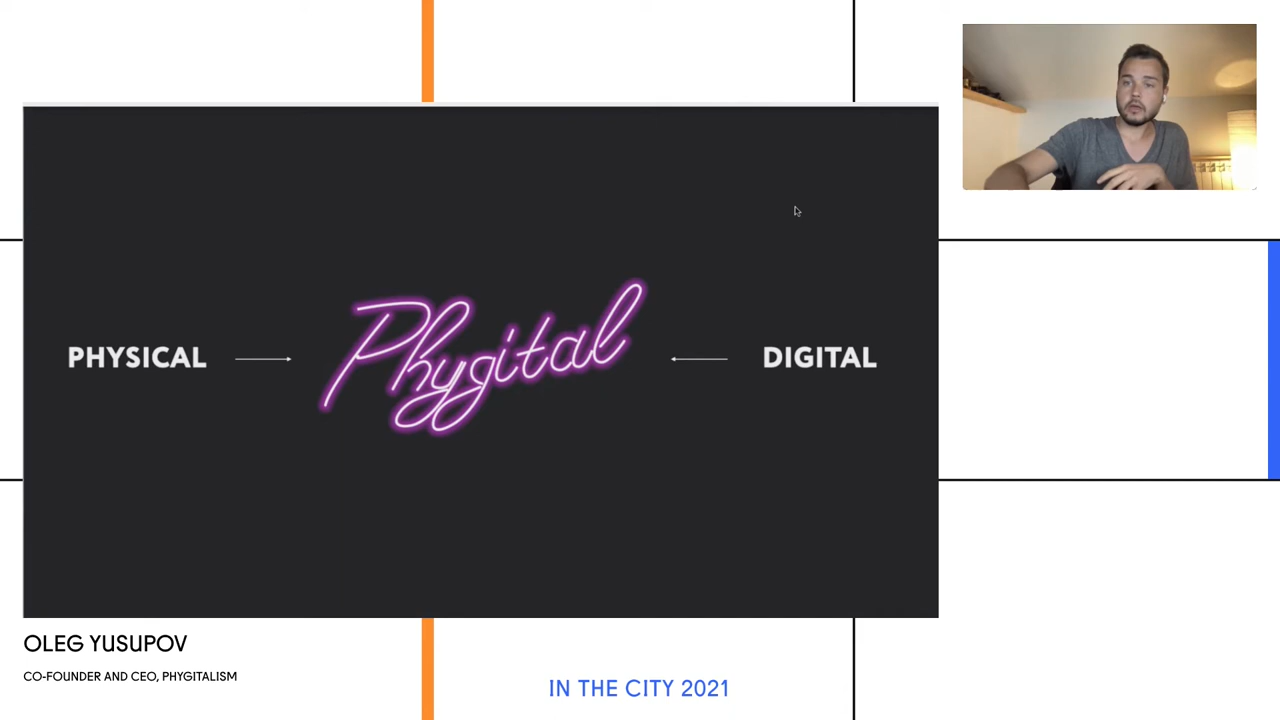 PHYSICAL Phygital DIGITAL
OLEG YUSUPOV
CO-FOUNDER AND CEO, PHYGITALISM
IN THE CITY 2021